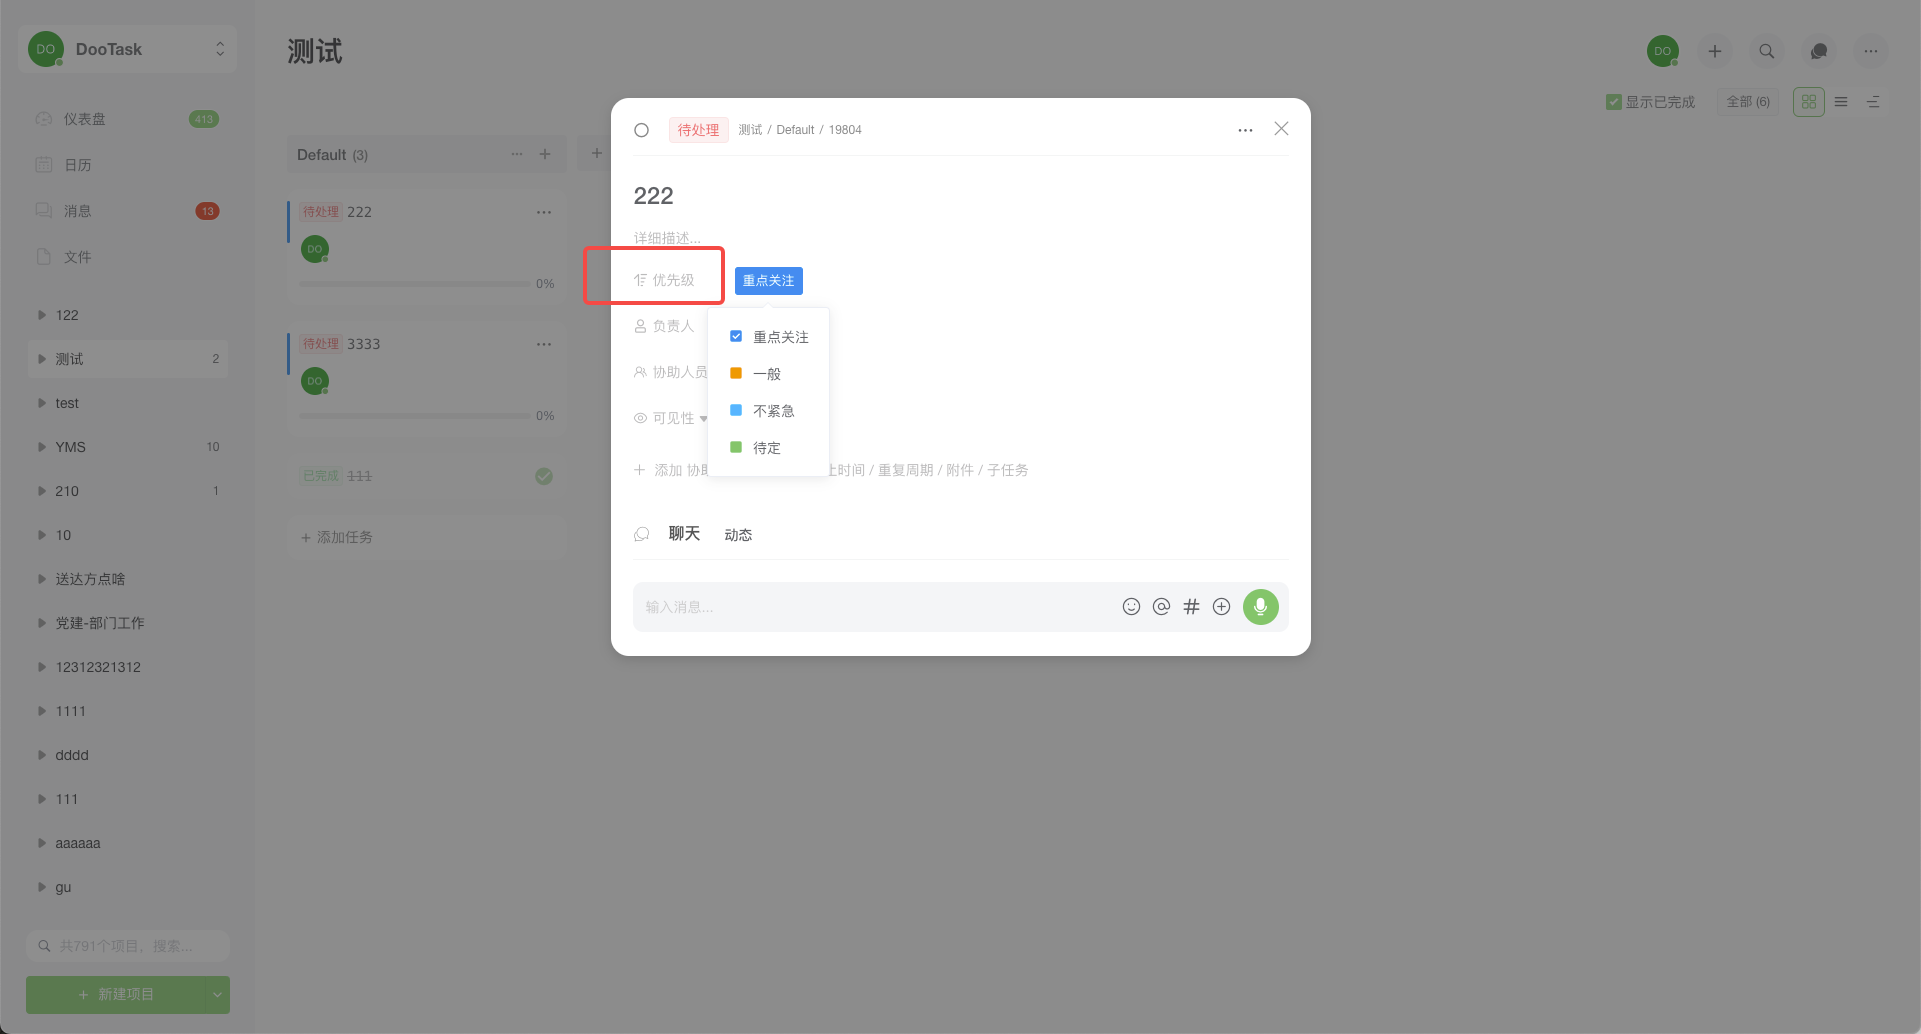 DO DooTask
仪表盘 413
日历
消息 13
文件
122
测试 2
test
YMS 10
210 1
10
送达方点啥
党建-部门工作
12312321312
1111
dddd
111
aaaaaa
gu
共791个项目，搜索...
新建项目
测试
DO
显示已完成 全部 (6)
Default (3)
待处理 222
DO
0%
待处理 3333
DO
0%
已完成 111
添加任务
待处理 测试 / Default / 19804
222
详细描述...
优先级 重点关注
负责人
协助人员
可见性
重点关注
一般
不紧急
待定
添加 协助 止时间 / 重复周期 / 附件 / 子任务
聊天 动态
输入消息...